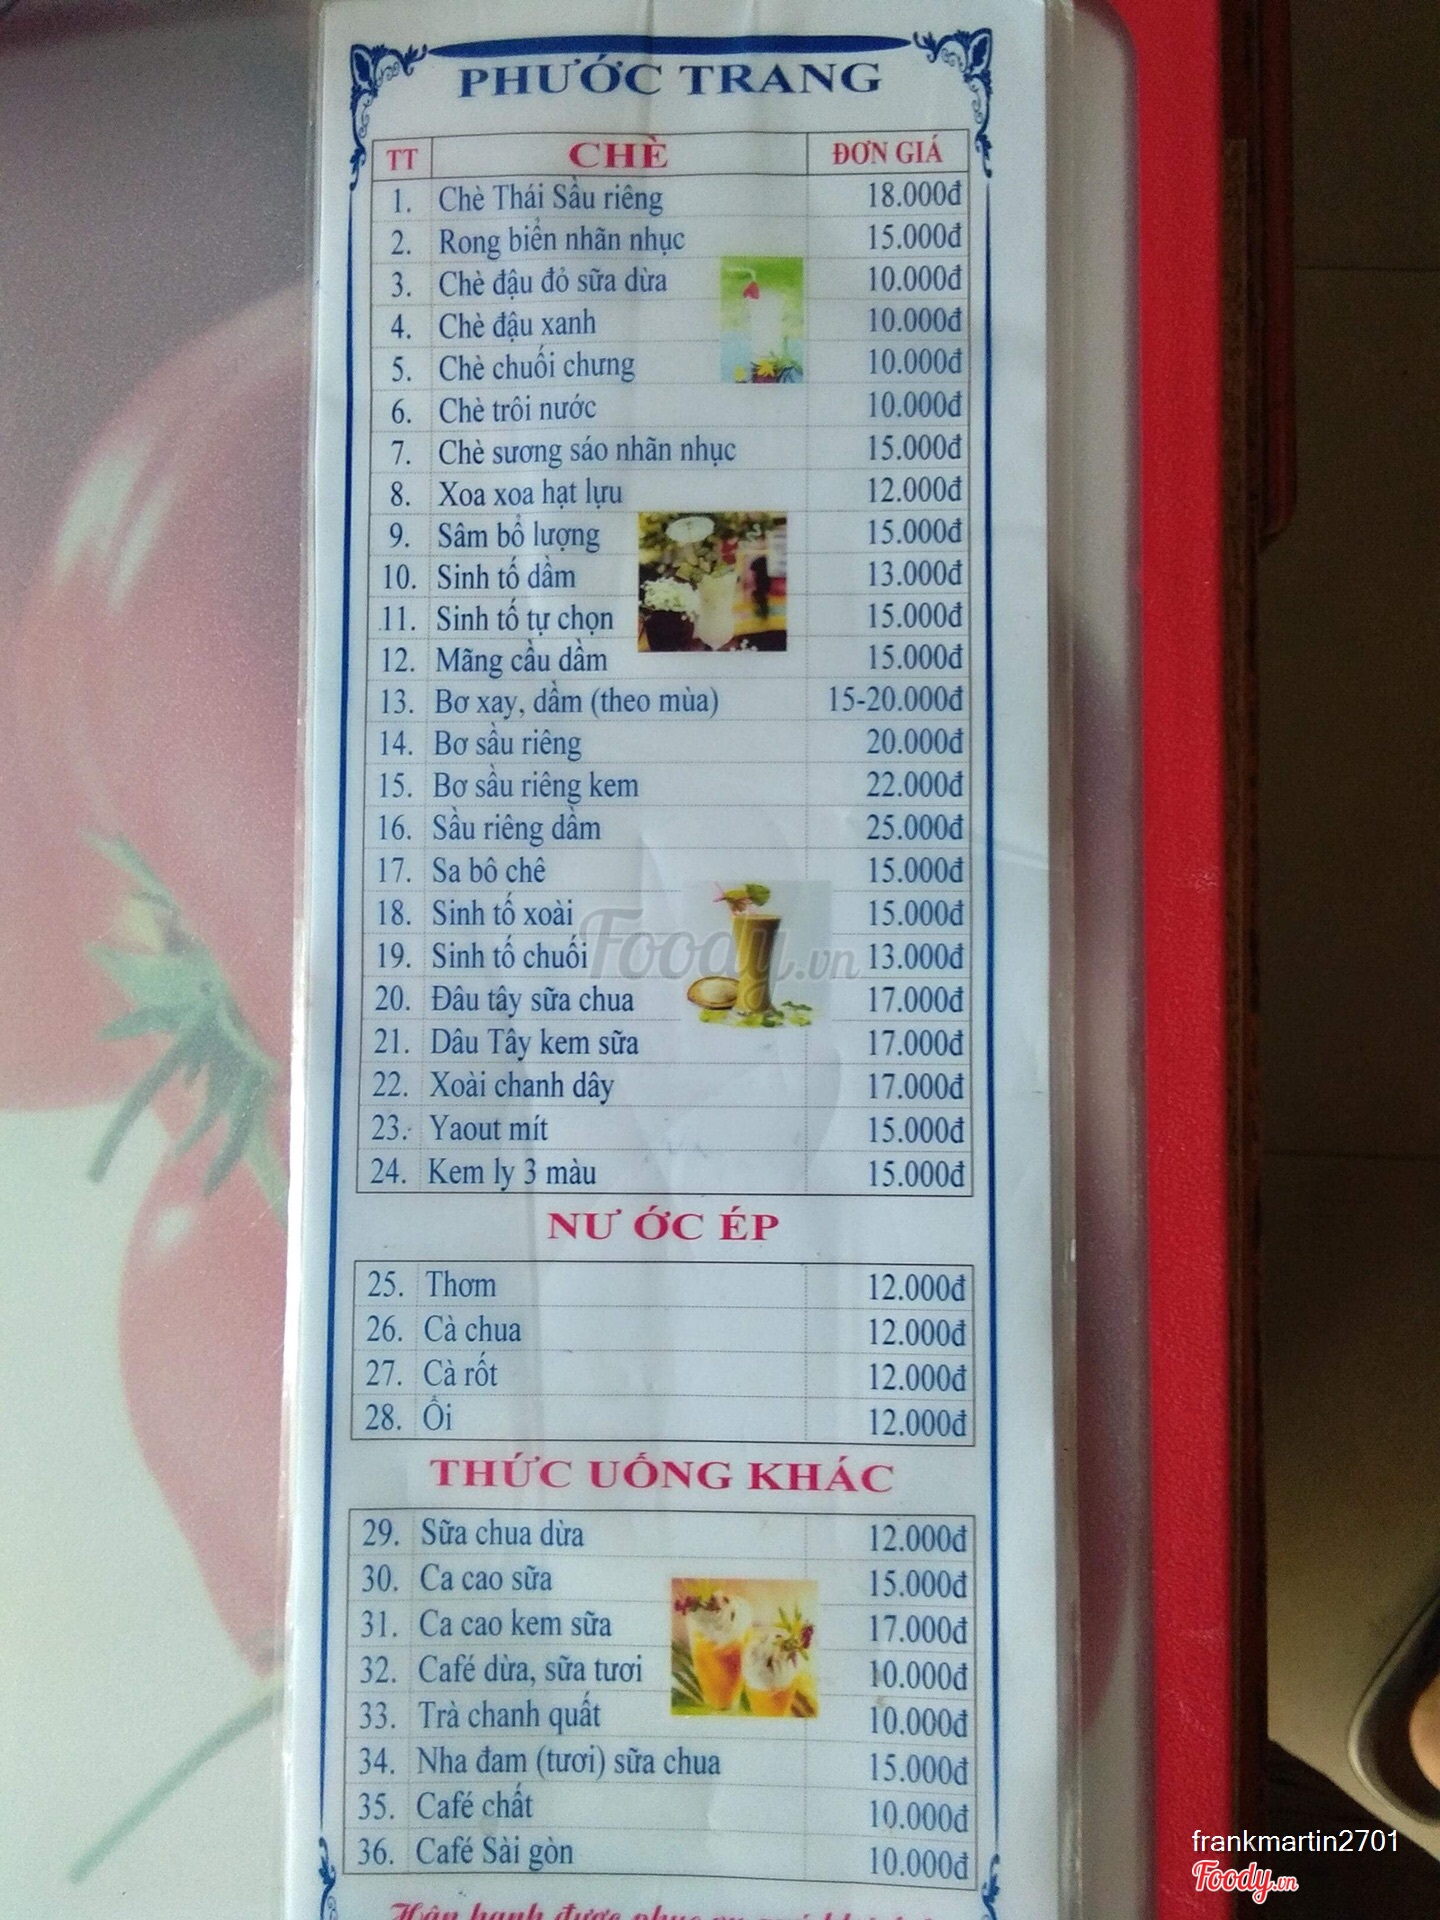 PHƯỚC TRANG
TT CHÈ ĐƠN GIÁ
1. Chè Thái Sầu riêng 18.000đ
2. Rong biển nhãn nhục 15.000đ
3. Chè đậu đỏ sữa dừa 10.000đ
4. Chè đậu xanh 10.000đ
5. Chè chuối chưng 10.000đ
6. Chè trôi nước 10.000đ
7. Chè sương sáo nhãn nhục 15.000đ
8. Xoa xoa hạt lựu 12.000đ
9. Sâm bổ lượng 15.000đ
10. Sinh tố dầm 13.000đ
11. Sinh tố tự chọn 15.000đ
12. Mãng cầu dầm 15.000đ
13. Bơ xay, dầm (theo mùa) 15-20.000đ
14. Bơ sầu riêng 20.000đ
15. Bơ sầu riêng kem 22.000đ
16. Sầu riêng dầm 25.000đ
17. Sa bô chê 15.000đ
18. Sinh tố xoài 15.000đ
19. Sinh tố chuối 13.000đ
Foody.vn
20. Đâu tây sữa chua 17.000đ
21. Dâu Tây kem sữa 17.000đ
22. Xoài chanh dây 17.000đ
23. Yaout mít 15.000đ
24. Kem ly 3 màu 15.000đ
NƯ ỚC ÉP
25. Thơm 12.000đ
26. Cà chua 12.000đ
27. Cà rốt 12.000đ
28. Ổi 12.000đ
THỨC UỐNG KHÁC
29. Sữa chua dừa 12.000đ
30. Ca cao sữa 15.000đ
31. Ca cao kem sữa 17.000đ
32. Café dừa, sữa tươi 10.000đ
33. Trà chanh quất 10.000đ
34. Nha đam (tươi) sữa chua 15.000đ
35. Café chất 10.000đ
36. Café Sài gòn 10.000đ
Hân hạnh được phục vụ
frankmartin2701
Foody.vn